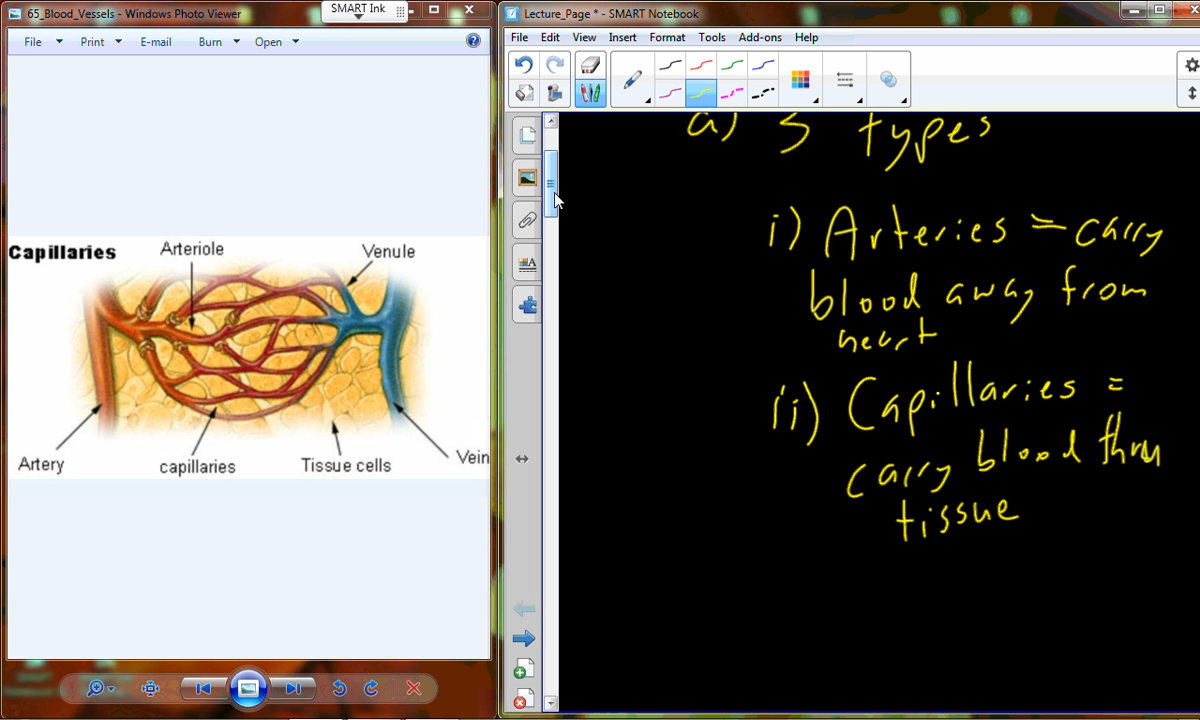 65_Blood_Vessels - Windows Photo Viewer
SMART Ink
File Print E-mail Burn Open
Capillaries
Arteriole
Venule
Artery
capillaries
Tissue cells
Vein
Lecture_Page * - SMART Notebook
File Edit View Insert Format Tools Add-ons Help
a) 3 types
i) Arteries = carry
blood away from
heart
ii) Capillaries =
carry blood thru
tissue